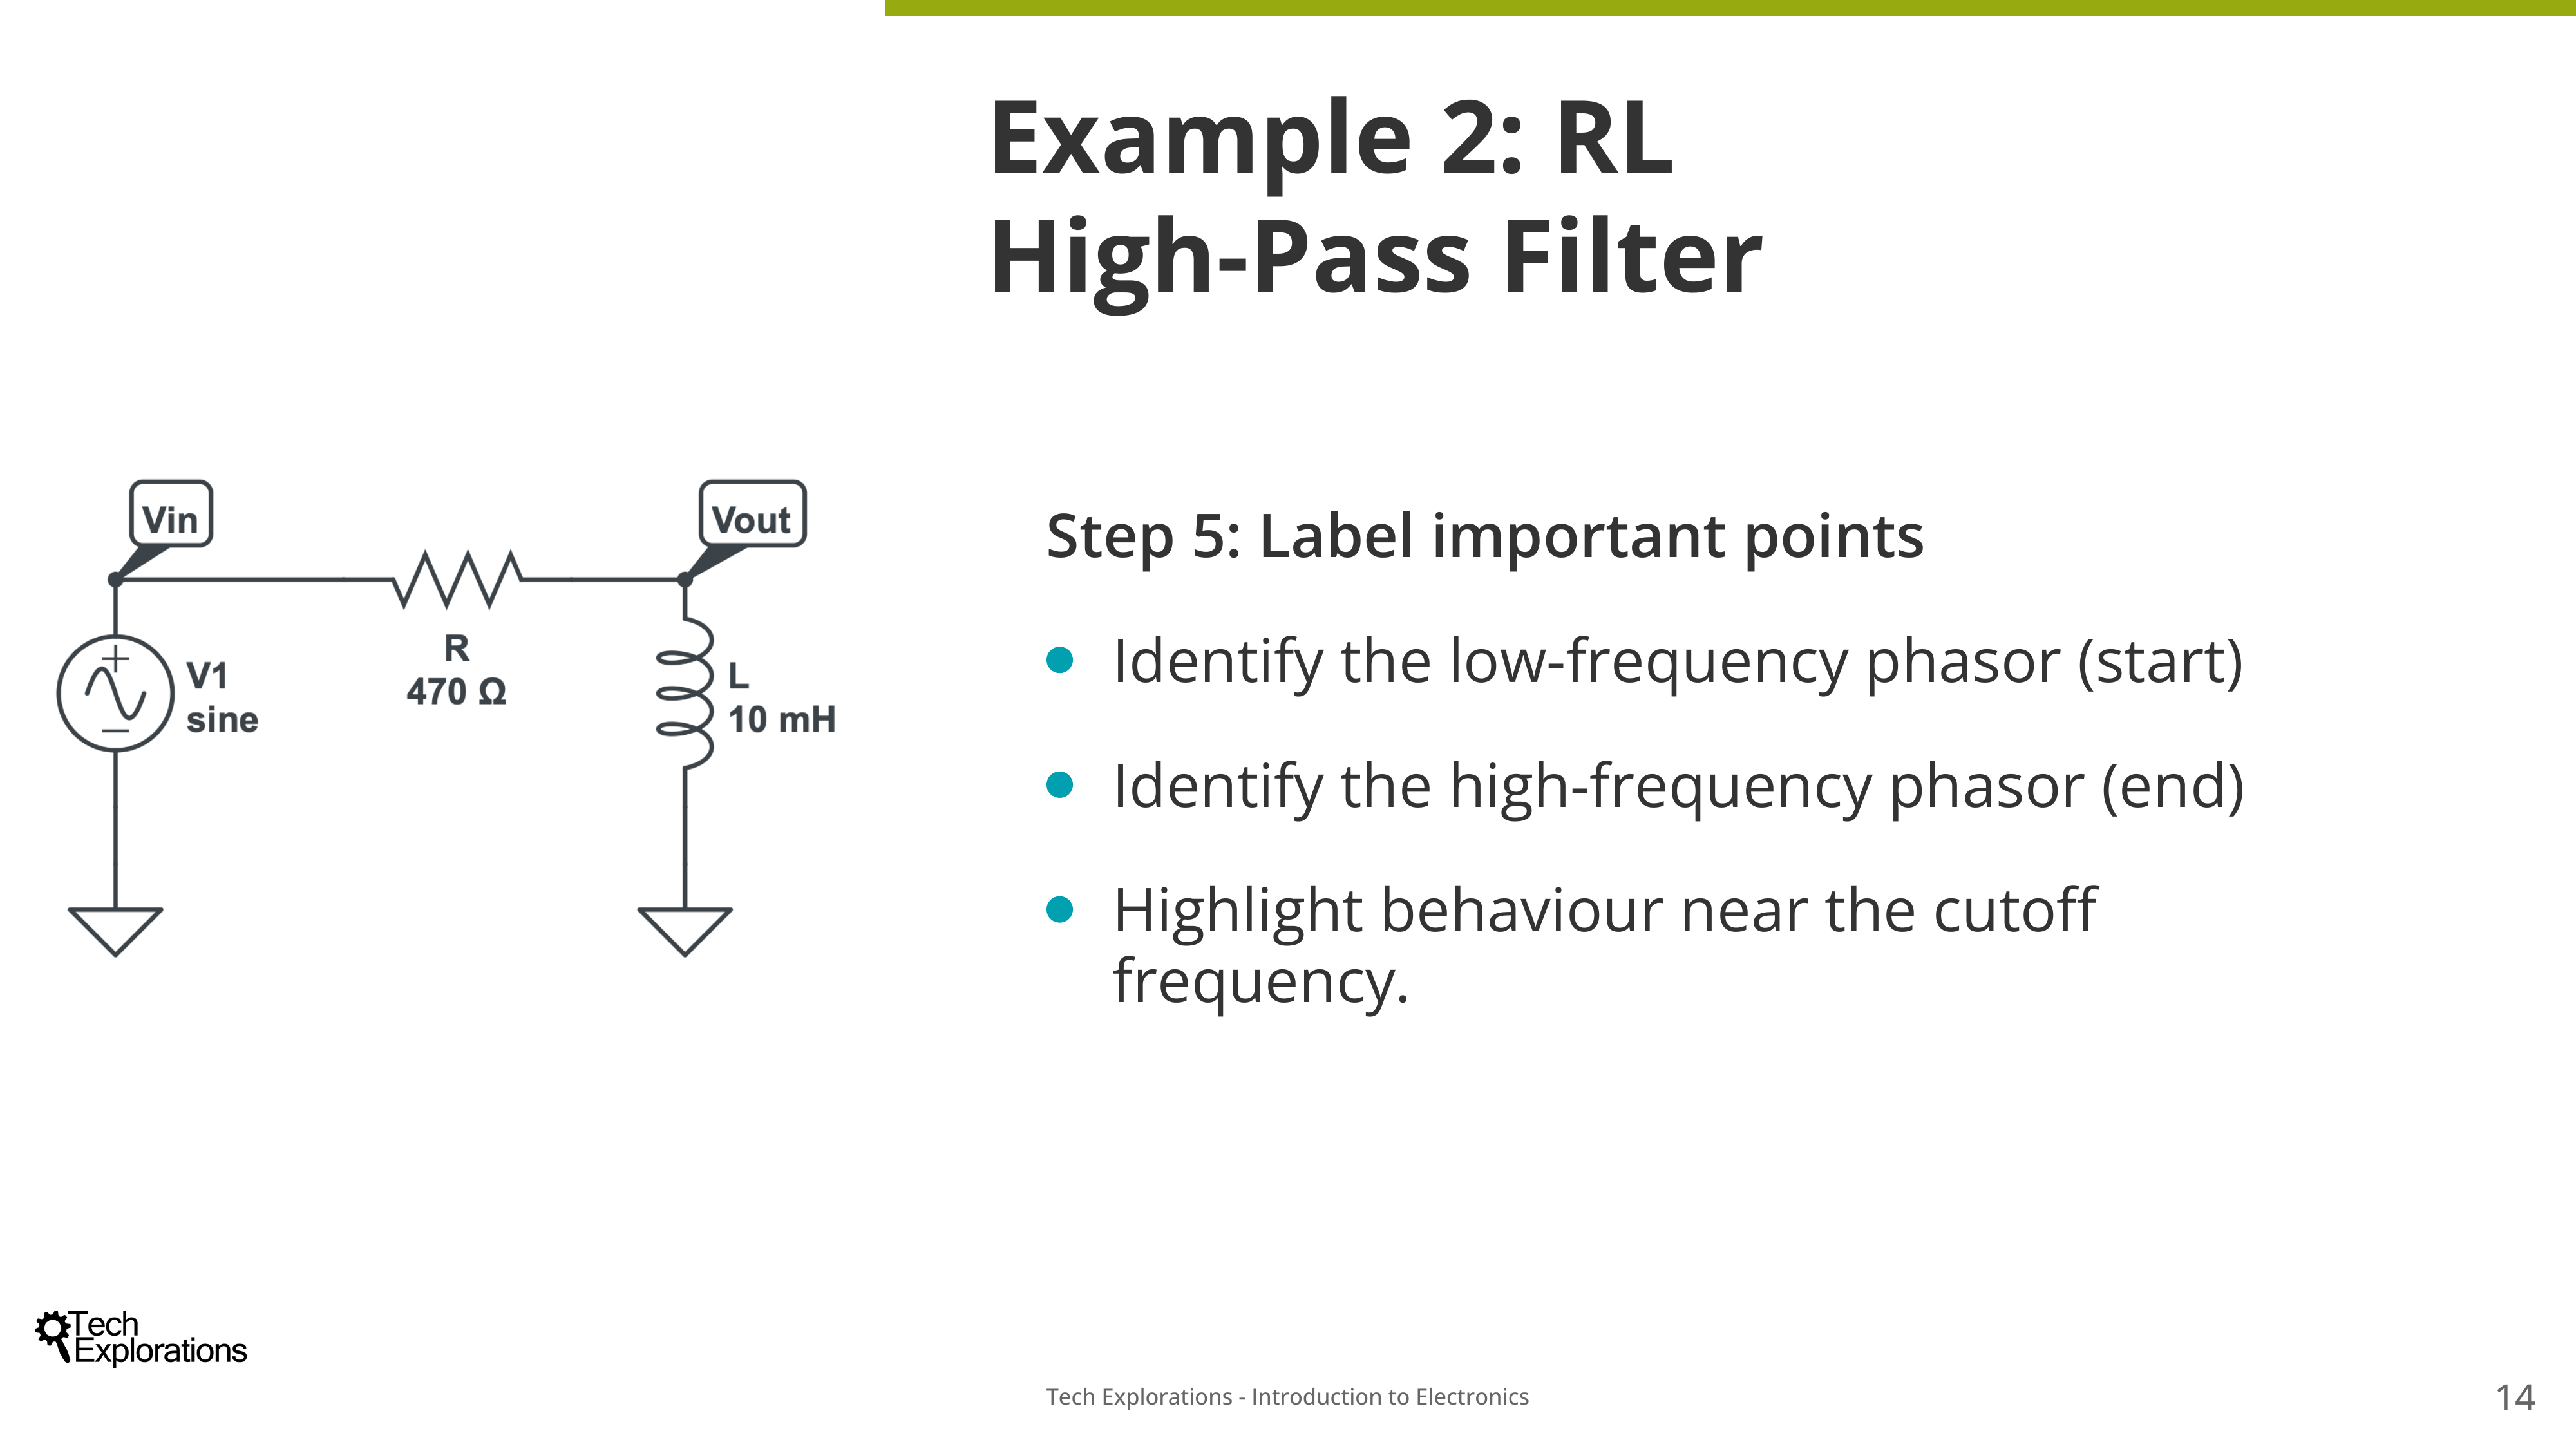 Example 2: RL
High-Pass Filter
Vin
Vout
R
470 Ω
V1
sine
L
10 mH
Step 5: Label important points
Identify the low-frequency phasor (start)
Identify the high-frequency phasor (end)
Highlight behaviour near the cutoff
frequency.
Tech
Explorations
Tech Explorations - Introduction to Electronics
14